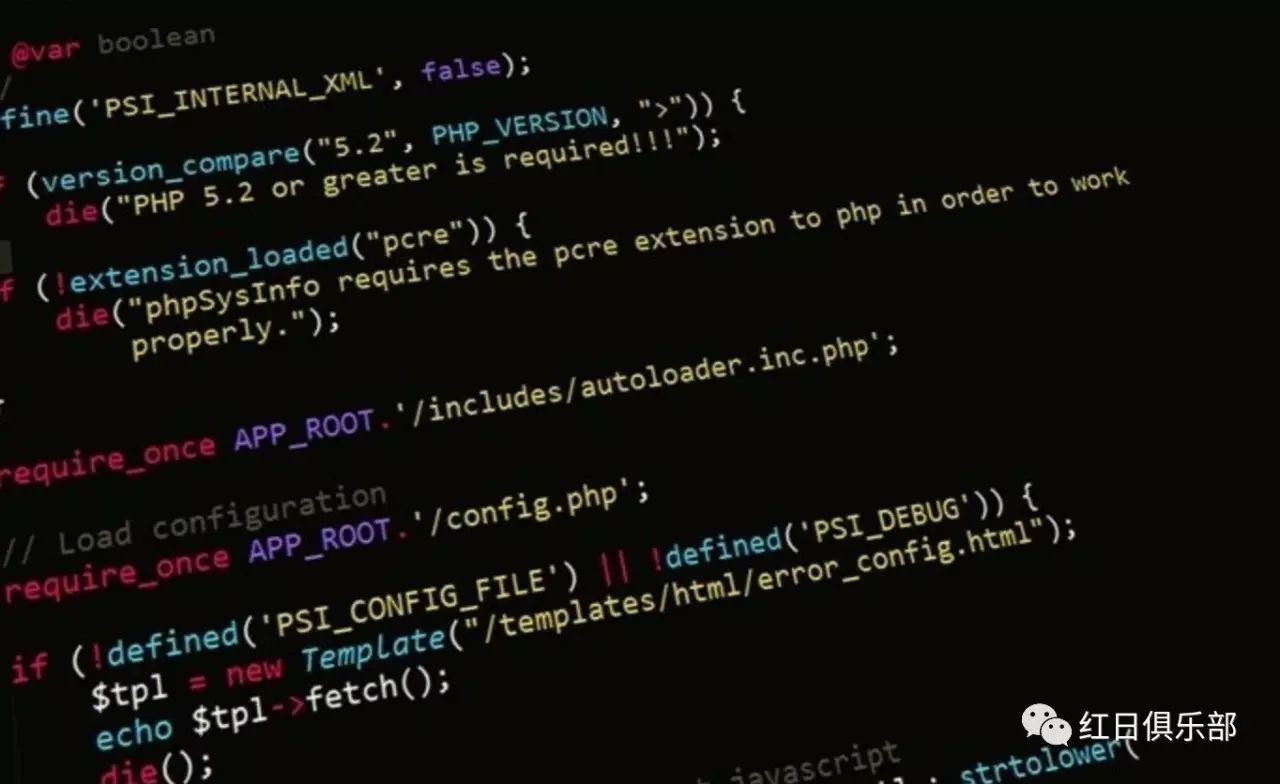 @var boolean
/
fine('PSI_INTERNAL_XML', false);
(version_compare("5.2", PHP_VERSION, ">")) {
die("PHP 5.2 or greater is required!!!");
f (!extension_loaded("pcre")) {
die("phpSysInfo requires the pcre extension to php in order to work
properly.");
require_once APP_ROOT.'/includes/autoloader.inc.php';
// Load configuration
require_once APP_ROOT.'/config.php';
if (!defined('PSI_CONFIG_FILE') || !defined('PSI_DEBUG')) {
$tpl = new Template("/templates/html/error_config.html");
echo $tpl->fetch();
die();
javascript
strtolower(
红日俱乐部